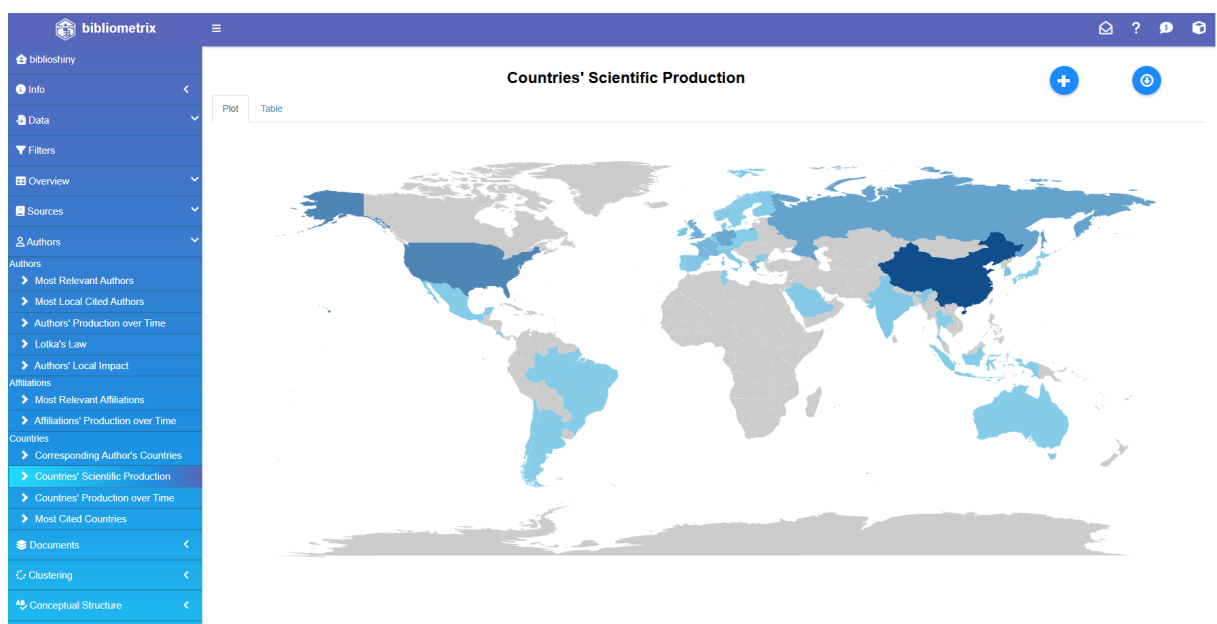 bibliometrix
biblioshiny
Info
Data
Filters
Overview
Sources
Authors
Authors
Most Relevant Authors
Most Local Cited Authors
Authors' Production over Time
Lotka's Law
Authors' Local Impact
Affiliations
Most Relevant Affiliations
Affiliations' Production over Time
Countries
Corresponding Author's Countries
Countries' Scientific Production
Countries' Production over Time
Most Cited Countries
Documents
Clustering
Conceptual Structure
Countries' Scientific Production
Plot Table